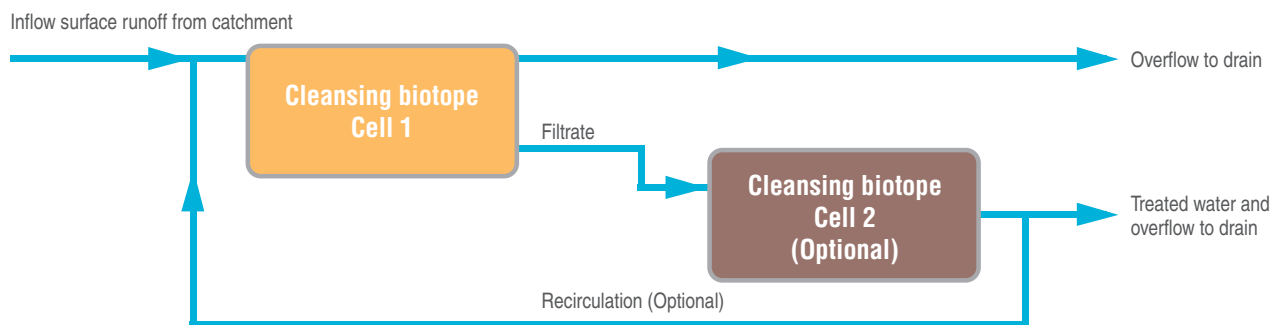 Inflow surface runoff from catchment
Overflow to drain
Cleansing biotope
Cell 1
Filtrate
Cleansing biotope
Cell 2
(Optional)
Treated water and
overflow to drain
Recirculation (Optional)